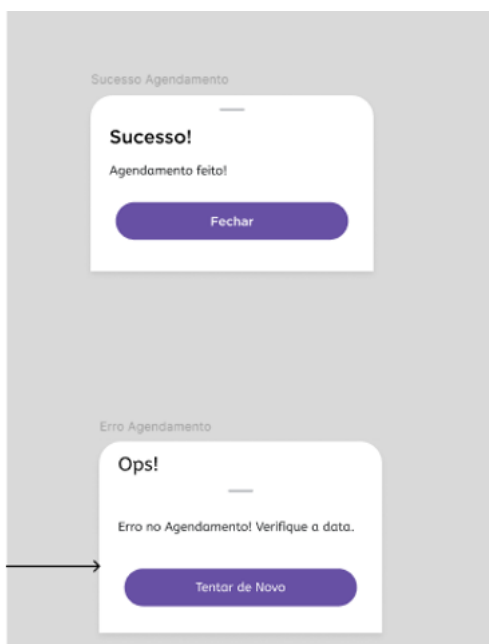 Sucesso Agendamento
Sucesso!
Agendamento feito!
Fechar
Erro Agendamento
Ops!
Erro no Agendamento! Verifique a data.
Tentar de Novo